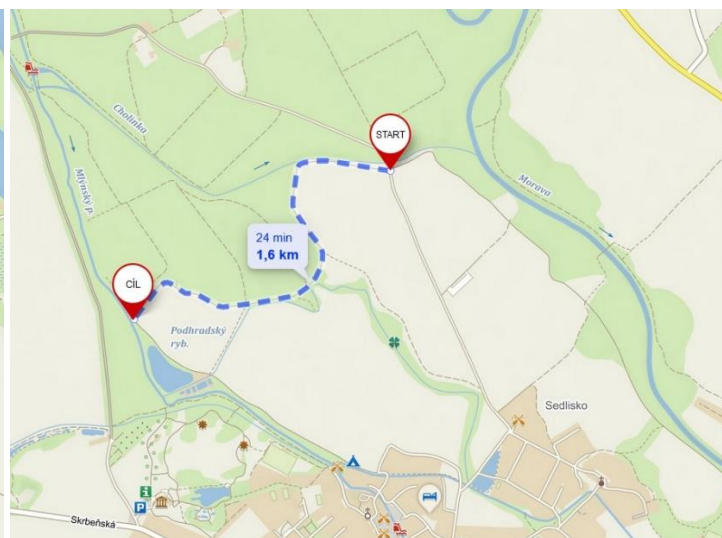 Cholinka
START
Mlýnský p.
Morava
24 min
1,6 km
CÍL
Podhradský
ryb.
Sedlisko
i
P
Skrbeňská